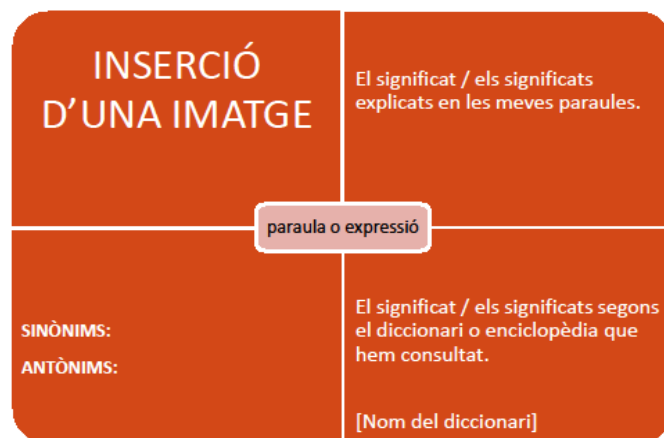 INSERCIÓ
D’UNA IMATGE
El significat / els significats
explicats en les meves paraules.
paraula o expressió
SINÒNIMS:
ANTÒNIMS:
El significat / els significats segons
el diccionari o enciclopèdia que
hem consultat.
[Nom del diccionari]